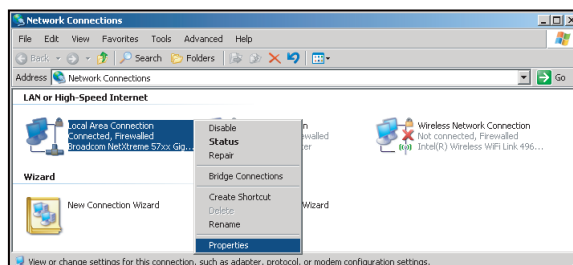 Network Connections
File Edit View Favorites Tools Advanced Help
Back Search Folders
Address Network Connections Go
LAN or High-Speed Internet
Local Area Connection
Connected, Firewalled
Broadcom NetXtreme 57xx Gig...
Disable
Status
Repair
Bridge Connections
Create Shortcut
Delete
Rename
Properties
Wireless Network Connection
Not connected, Firewalled
Intel(R) Wireless WiFi Link 496...
Wizard
New Connection Wizard
Wizard
View or change settings for this connection, such as adapter, protocol, or modem configuration settings.